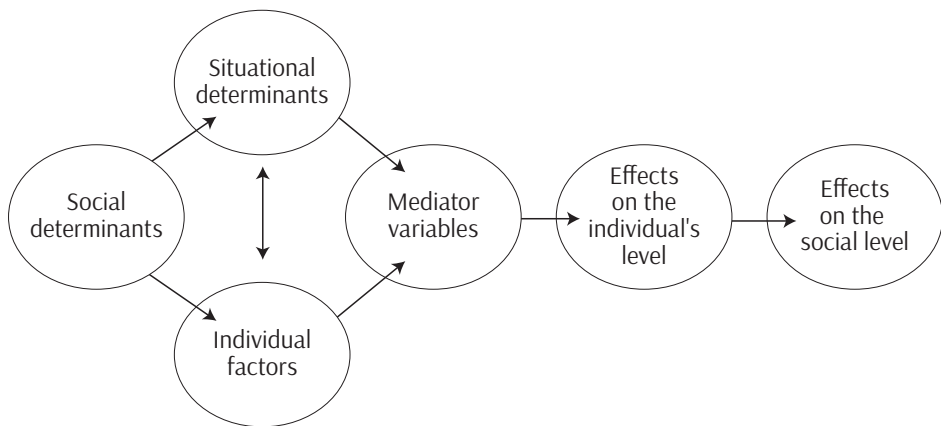 Situational
determinants
Social
determinants
Mediator
variables
Effects
on the
individual's
level
Effects
on the
social level
Individual
factors